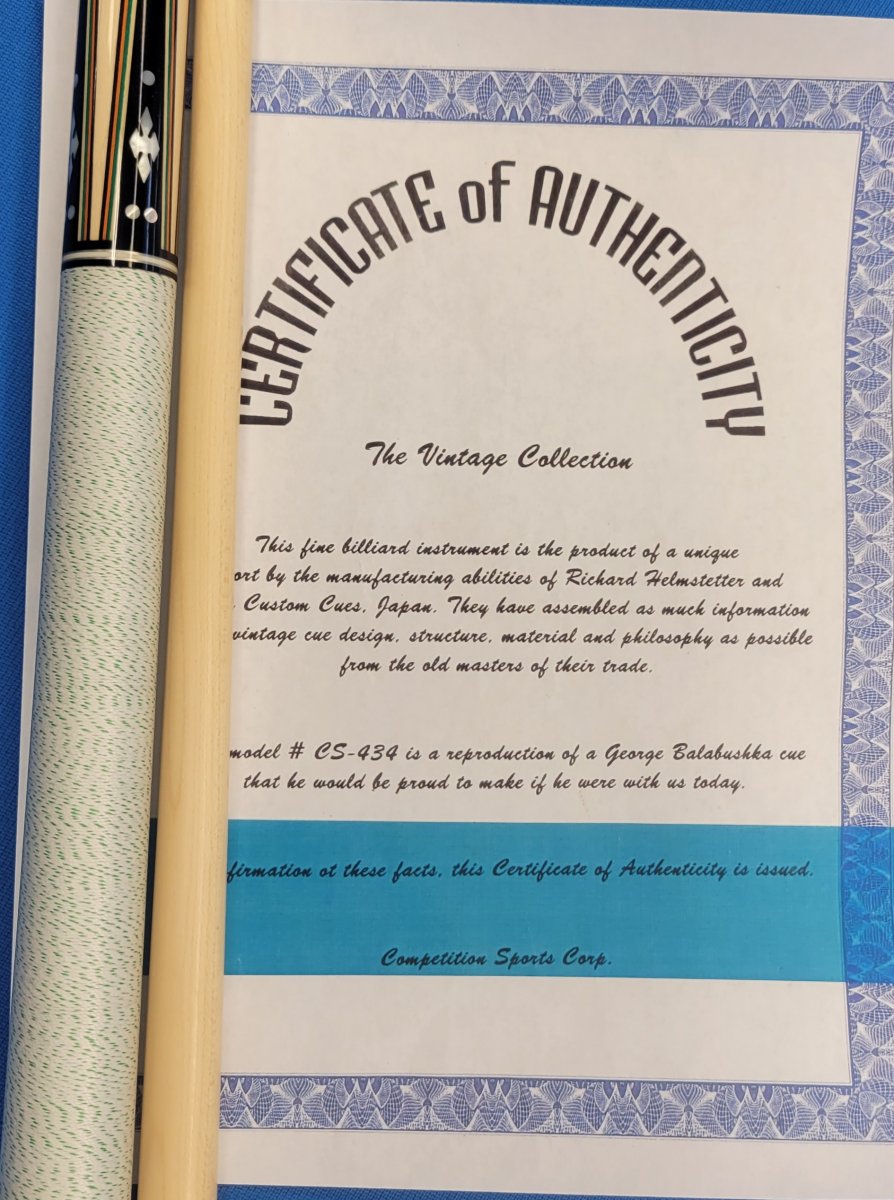 CERTIFICATE of AUTHENTICITY
The Vintage Collection
This fine billiard instrument is the product of a unique
ort by the manufacturing abilities of Richard Helmstetter and
Custom Cues, Japan. They have assembled as much information
vintage cue design, structure, material and philosophy as possible
from the old masters of their trade.
model # CS-434 is a reproduction of a George Balabushka cue
that he would be proud to make if he were with us today.
firmation ot these facts, this Certificate of Authenticity is issued.
Competition Sports Corp.